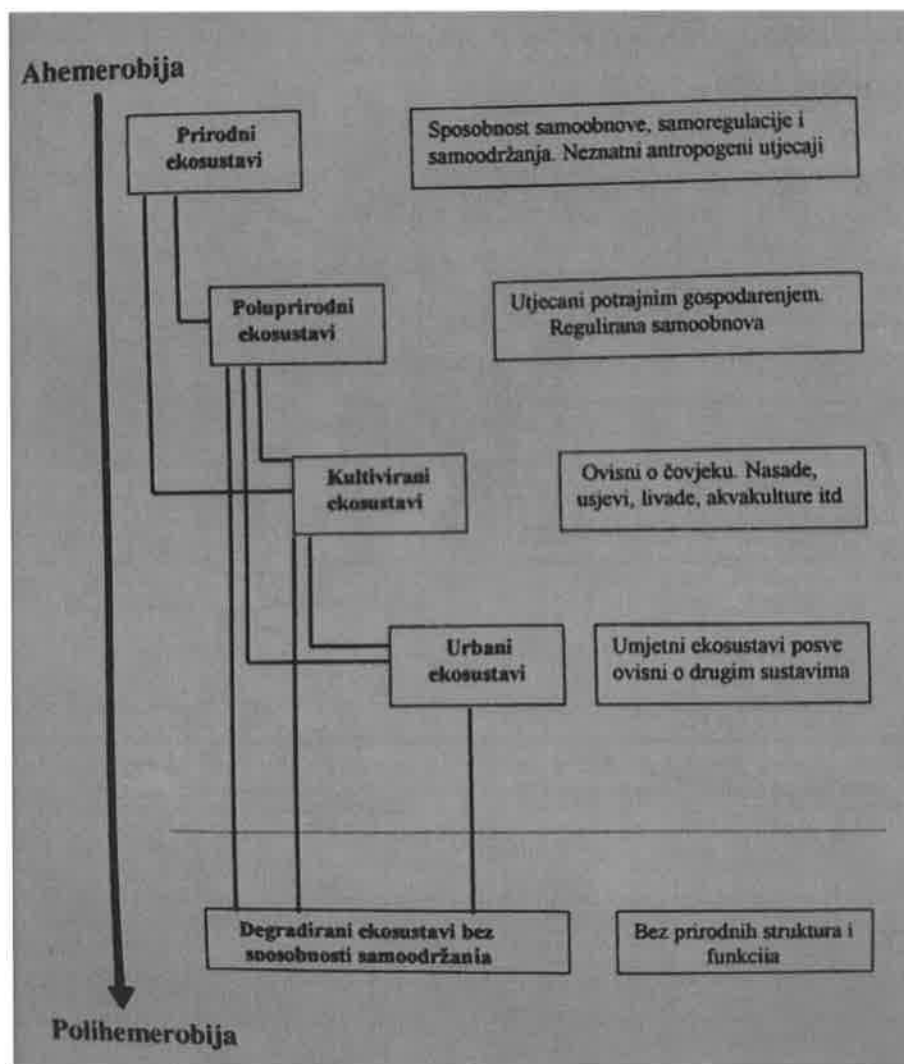 Ahemerobija
Prirodni
ekosustavi
Sposobnost samoobnove, samoregulacije i
samoodržanja. Neznatni antropogeni utjecaji
Poluprirodni
ekosustavi
Utjecani potrajnim gospodarenjem.
Regulirana samoobnova
Kultivirani
ekosustavi
Ovisni o čovjeku. Nasade,
usjevi, livade, akvakulture itd
Urbani
ekosustavi
Umjetni ekosustavi posve
ovisni o drugim sustavima
Degradirani ekosustavi bez
sposobnosti samoodržanja
Bez prirodnih struktura i
funkcija
Polihemerobija